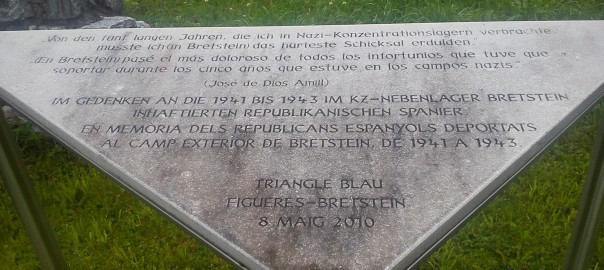 „Von den fünf langen Jahren, die ich in Nazi-Konzentrationslagern verbrachte,
musste ich (in Bretstein) das härteste Schicksal erdulden."
„(En Bretstein) pasé el más doloroso de todos los infortunios que tuve que
soportar durante los cinco años que estuve en los campos nazis."
(José de Dios Amill)
IM GEDENKEN AN DIE 1941 BIS 1943 IM KZ-NEBENLAGER BRETSTEIN
INHAFTIERTEN REPUBLIKANISCHEN SPANIER.
EN MEMÒRIA DELS REPUBLICANS ESPANYOLS DEPORTATS
AL CAMP EXTERIOR DE BRETSTEIN, DE 1941 A 1943.
TRIANGLE BLAU
FIGUERES-BRETSTEIN
8 MAIG 2010